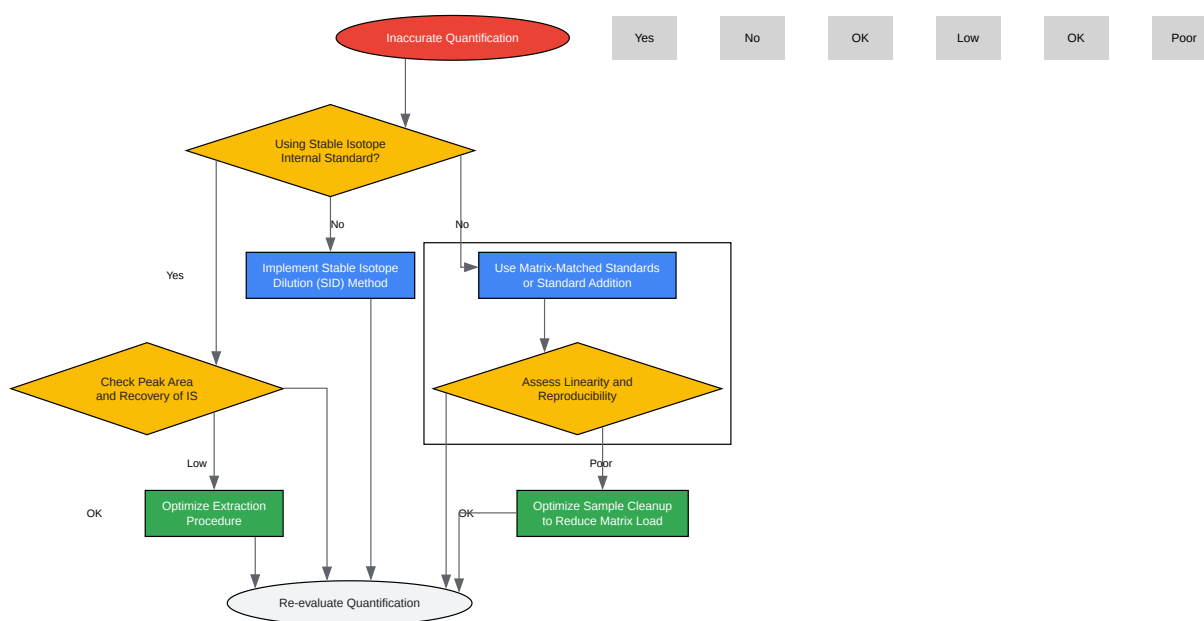 Inaccurate Quantification
Yes
No
OK
Low
OK
Poor
Using Stable Isotope
Internal Standard?
No
No
Yes
Implement Stable Isotope
Dilution (SID) Method
Use Matrix-Matched Standards
or Standard Addition
Check Peak Area
and Recovery of IS
Assess Linearity and
Reproducibility
Low
Poor
OK
Optimize Extraction
Procedure
OK
Optimize Sample Cleanup
to Reduce Matrix Load
Re-evaluate Quantification